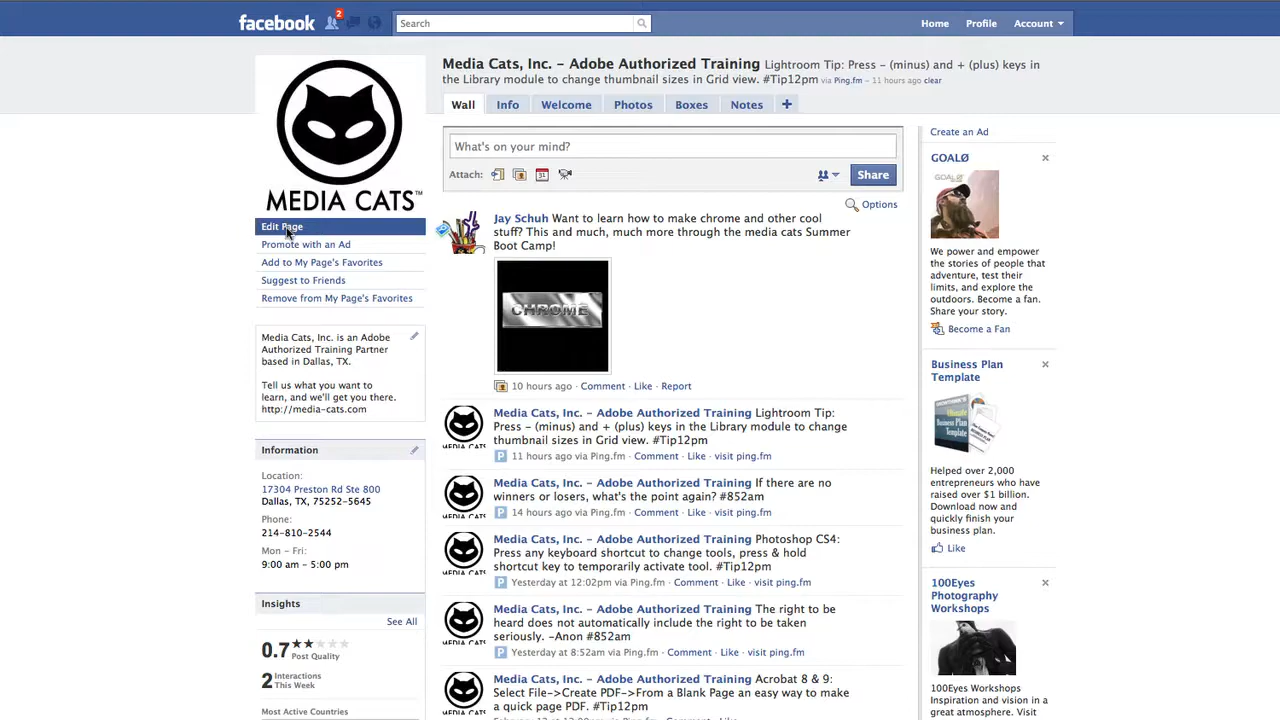 facebook
2
Search
Home
Profile
Account
MEDIA CATS™
Edit Page
Promote with an Ad
Add to My Page's Favorites
Suggest to Friends
Remove from My Page's Favorites
Media Cats, Inc. is an Adobe
Authorized Training Partner
based in Dallas, TX.
Tell us what you want to
learn, and we'll get you there.
http://media-cats.com
Information
Location:
17304 Preston Rd Ste 800
Dallas, TX, 75252-5645
Phone:
214-810-2544
Mon - Fri:
9:00 am - 5:00 pm
Insights
See All
0.7
Post Quality
2
Interactions
This Week
Most Active Countries
Media Cats, Inc. - Adobe Authorized Training Lightroom Tip: Press - (minus) and + (plus) keys in
the Library module to change thumbnail sizes in Grid view. #Tip12pm via Ping.fm - 11 hours ago clear
Wall
Info
Welcome
Photos
Boxes
Notes
+
What's on your mind?
Attach:
31
Share
Options
Jay Schuh Want to learn how to make chrome and other cool
stuff? This and much, much more through the media cats Summer
Boot Camp!
CHROME
10 hours ago · Comment · Like · Report
MEDIA CATS
Media Cats, Inc. - Adobe Authorized Training Lightroom Tip:
Press - (minus) and + (plus) keys in the Library module to change
thumbnail sizes in Grid view. #Tip12pm
P 11 hours ago via Ping.fm · Comment · Like · visit ping.fm
MEDIA CATS
Media Cats, Inc. - Adobe Authorized Training If there are no
winners or losers, what's the point again? #852am
P 14 hours ago via Ping.fm · Comment · Like · visit ping.fm
MEDIA CATS
Media Cats, Inc. - Adobe Authorized Training Photoshop CS4:
Press any keyboard shortcut to change tools, press & hold
shortcut key to temporarily activate tool. #Tip12pm
P Yesterday at 12:02pm via Ping.fm · Comment · Like · visit ping.fm
MEDIA CATS
Media Cats, Inc. - Adobe Authorized Training The right to be
heard does not automatically include the right to be taken
seriously. -Anon #852am
P Yesterday at 8:52am via Ping.fm · Comment · Like · visit ping.fm
MEDIA CATS
Media Cats, Inc. - Adobe Authorized Training Acrobat 8 & 9:
Select File->Create PDF->From a Blank Page an easy way to make
a quick page PDF. #Tip12pm
Create an Ad
GOALØ
GOALØ
We power and empower
the stories of people that
adventure, test their
limits, and explore the
outdoors. Become a fan.
Share your story.
Become a Fan
Business Plan
Template
Helped over 2,000
entrepreneurs who have
raised over $1 billion.
Download now and
quickly finish your
business plan.
Like
100Eyes
Photography
Workshops
100Eyes Workshops
Inspiration and vision in a
great atmosphere. Visit